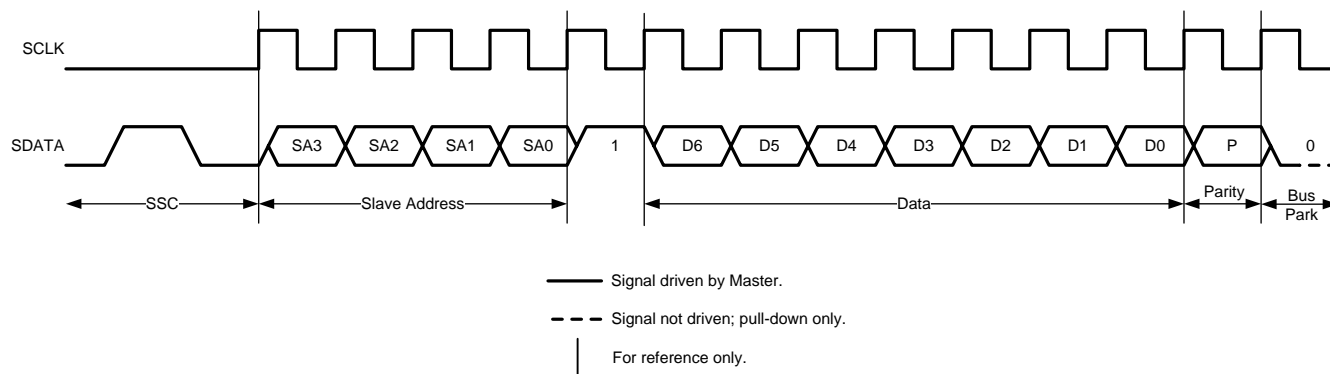 SCLK
SDATA
SA3 SA2 SA1 SA0 1 D6 D5 D4 D3 D2 D1 D0 P 0
SSC Slave Address Data Parity Bus Park
Signal driven by Master.
Signal not driven; pull-down only.
For reference only.